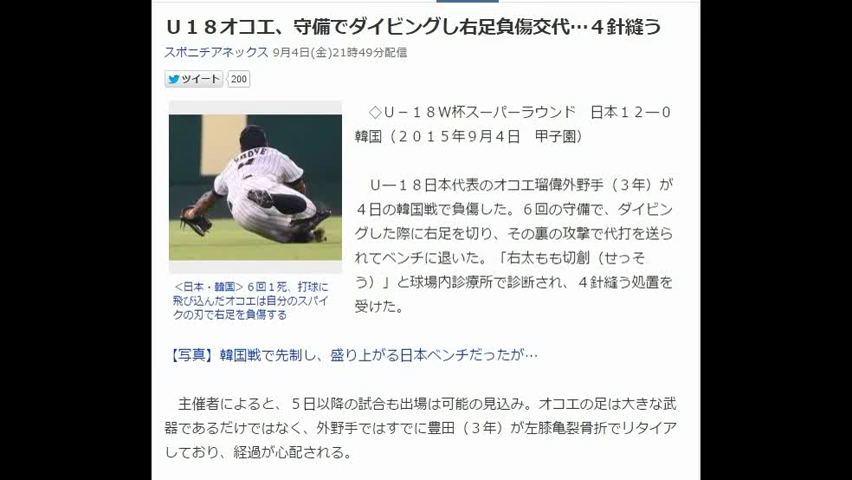 U18オコエ、守備でダイビングし右足負傷交代…4針縫う
スポニチアネックス 9月4日(金)21時49分配信
ツイート 200
◇U-18W杯スーパーラウンド 日本12―0
韓国(2015年9月4日 甲子園)
U―18日本代表のオコエ瑠偉外野手(3年)が
4日の韓国戦で負傷した。6回の守備で、ダイビン
グした際に右足を切り、その裏の攻撃で代打を送ら
れてベンチに退いた。「右太もも切創(せっそ
う)」と球場内診療所で診断され、4針縫う処置を
受けた。
<日本・韓国>6回1死、打球に
飛び込んだオコエは自分のスパイ
クの刃で右足を負傷する
【写真】韓国戦で先制し、盛り上がる日本ベンチだったが…
主催者によると、5日以降の試合も出場は可能の見込み。オコエの足は大きな武
器であるだけではなく、外野手ではすでに豊田(3年)が左膝亀裂骨折でリタイア
しており、経過が心配される。